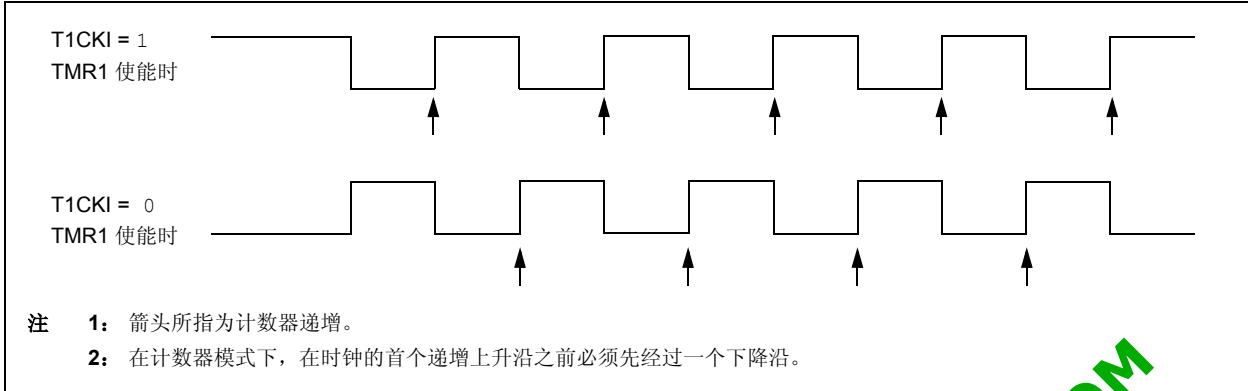 T1CKI = 1
TMR1 使能时
T1CKI = 0
TMR1 使能时
注 1: 箭头所指为计数器递增。
2: 在计数器模式下，在时钟的首个递增上升沿之前必须先经过一个下降沿。
OM